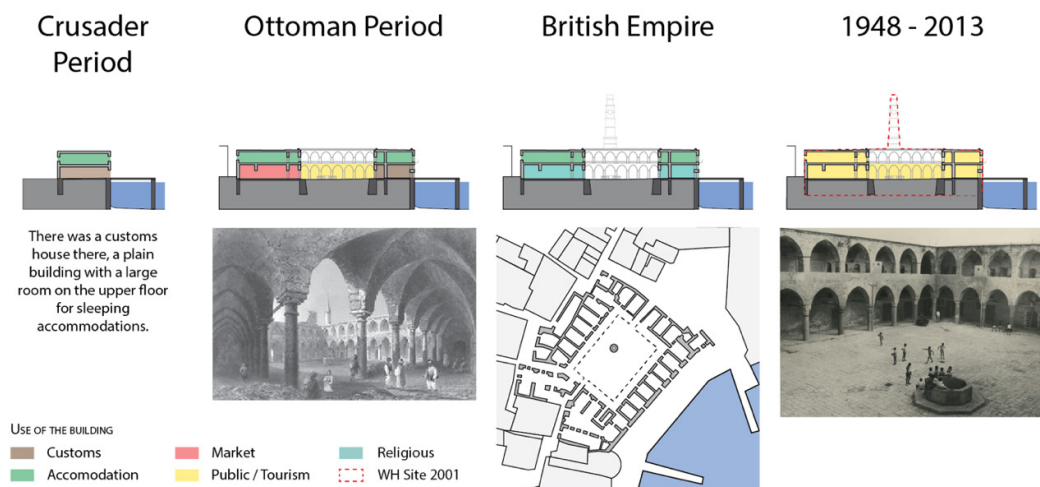 Crusader
Period
Ottoman Period
British Empire
1948 - 2013
There was a customs
house there, a plain
building with a large
room on the upper floor
for sleeping
accommodations.
USE OF THE BUILDING
Customs
Market
Religious
Accomodation
Public / Tourism
WH Site 2001